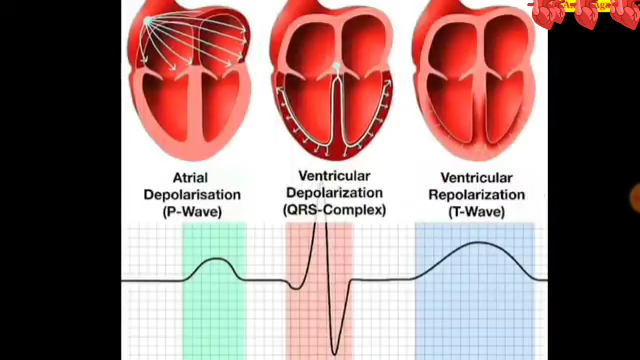 Atrial
Depolarisation
(P-Wave)
Ventricular
Depolarization
(QRS-Complex)
Ventricular
Repolarization
(T-Wave)